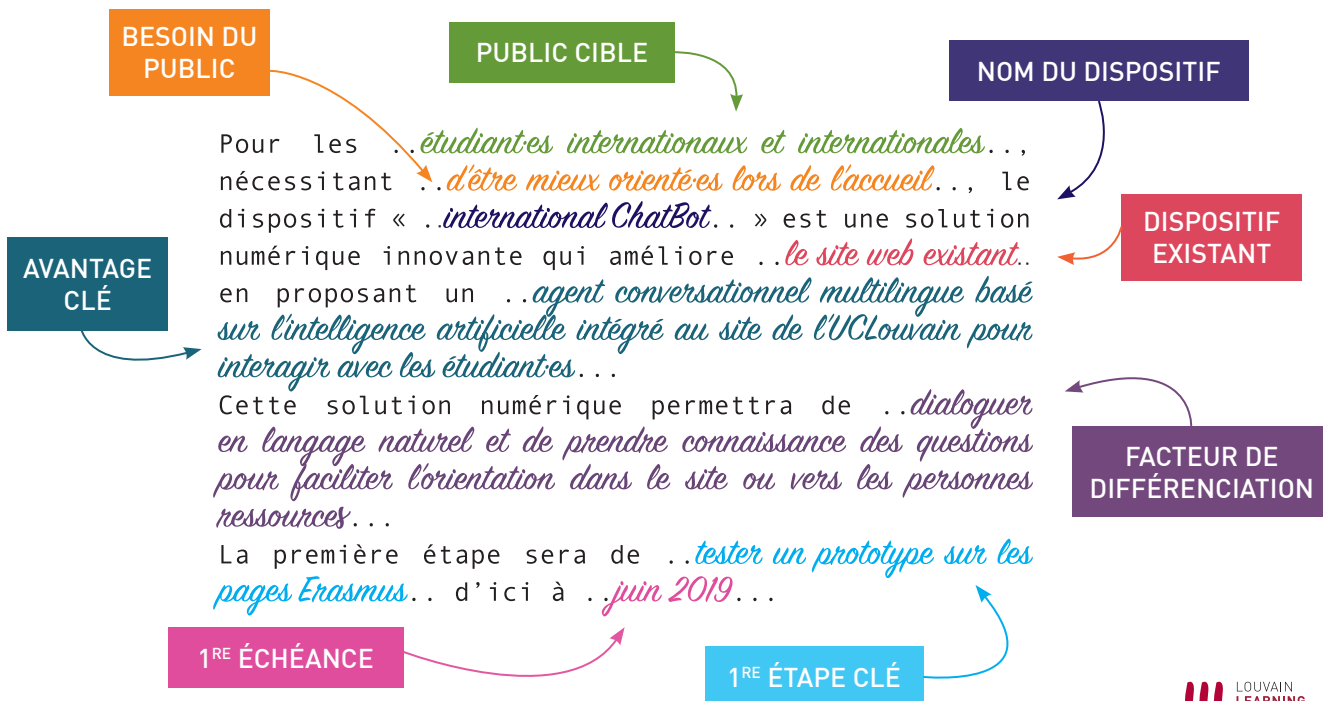 BESOIN DU
PUBLIC
PUBLIC CIBLE
NOM DU DISPOSITIF
Pour les ..étudiant·es internationaux et internationales..,
nécessitant ..d'être mieux orienté·es lors de l'accueil.., le
dispositif « ..international ChatBot.. » est une solution
numérique innovante qui améliore ..le site web existant..
en proposant un ..agent conversationnel multilingue basé
sur l'intelligence artificielle intégré au site de l'UCLouvain pour
interagir avec les étudiant·es...
DISPOSITIF
EXISTANT
AVANTAGE
CLÉ
Cette solution numérique permettra de ..dialoguer
en langage naturel et de prendre connaissance des questions
pour faciliter l'orientation dans le site ou vers les personnes
ressources...
FACTEUR DE
DIFFÉRENCIATION
La première étape sera de ..tester un prototype sur les
pages Erasmus.. d'ici à ..juin 2019...
1RE ÉCHÉANCE
1RE ÉTAPE CLÉ
LOUVAIN
LEARNING